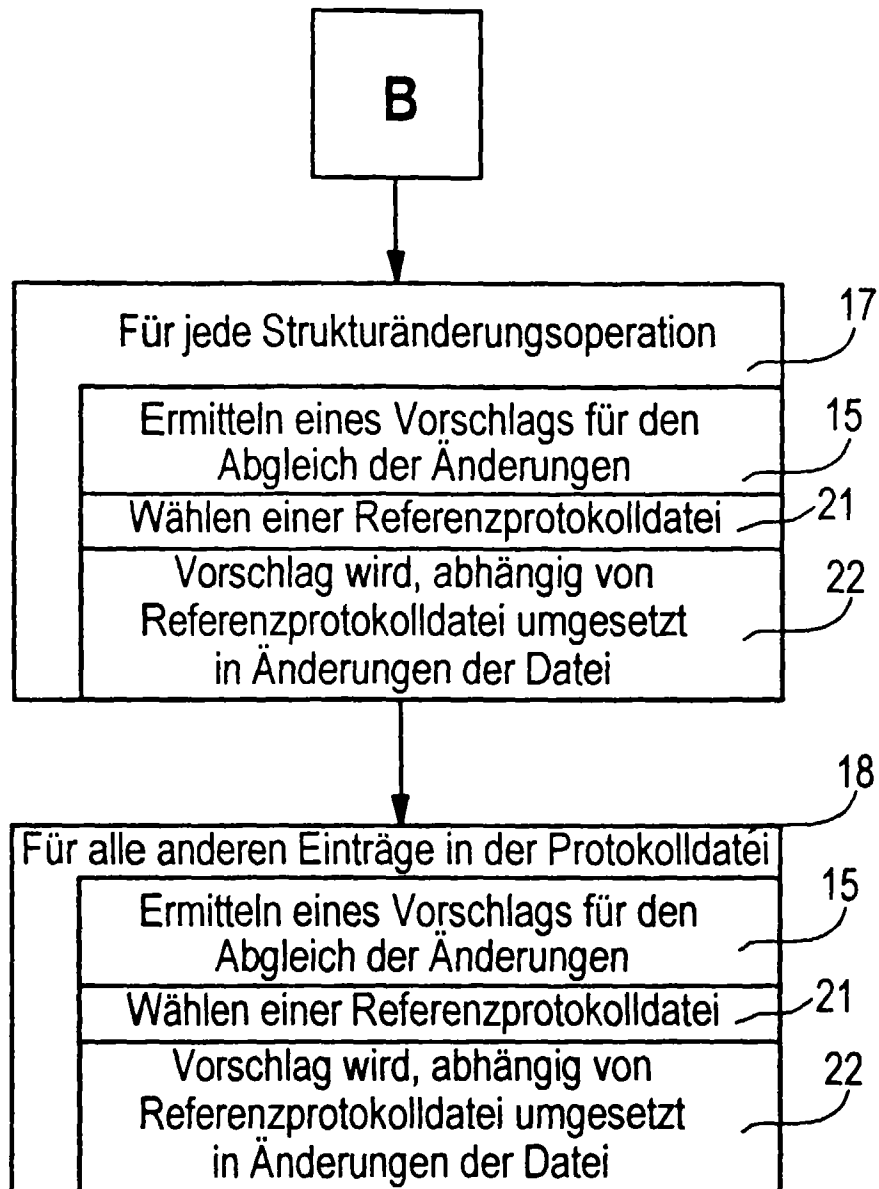 B
Für jede Strukturänderungsoperation
17
Ermitteln eines Vorschlags für den
Abgleich der Änderungen
15
Wählen einer Referenzprotokolldatei
21
Vorschlag wird, abhängig von
Referenzprotokolldatei umgesetzt
in Änderungen der Datei
22
18
Für alle anderen Einträge in der Protokolldatei
Ermitteln eines Vorschlags für den
Abgleich der Änderungen
15
Wählen einer Referenzprotokolldatei
21
Vorschlag wird, abhängig von
Referenzprotokolldatei umgesetzt
in Änderungen der Datei
22